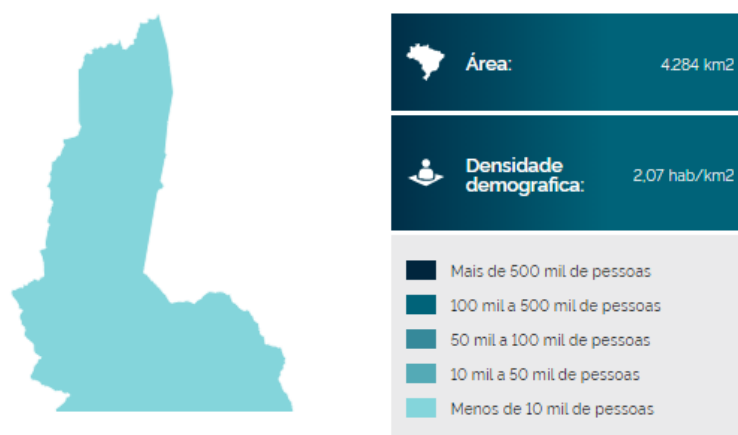 Área: 4.284 km2
Densidade
demografica: 2,07 hab/km2
Mais de 500 mil de pessoas
100 mil a 500 mil de pessoas
50 mil a 100 mil de pessoas
10 mil a 50 mil de pessoas
Menos de 10 mil de pessoas